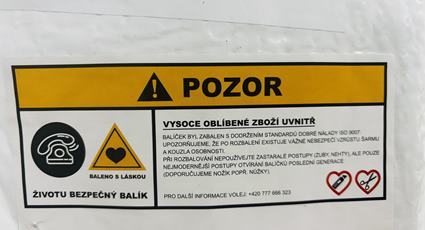 POZOR
VYSOCE OBLÍBENÉ ZBOŽÍ UVNITŘ
BALÍČEK BYL ZABALEN S DODRŽENÍM STANDARDŮ DOBRÉ NÁLADY ISO 9007.
UPOZORŇUJEME, ŽE PO ROZBALENÍ EXISTUJE VÁŽNÉ NEBEZPEČÍ VZRŮSTU ŠARMU
A KOUZLA OSOBNOSTI.
PŘI ROZBALOVÁNÍ NEPOUŽÍVEJTE ZASTARALÉ POSTUPY (ZUBY, NEHTY), ALE POUZE
NEJMODERNĚJŠÍ POSTUPY OTVÍRÁNÍ BALÍČKŮ POSLEDNÍ GENERACE
(DOPORUČUJEME NOŽÍK POPŘ. NŮŽKY).
BALENO S LÁSKOU
ŽIVOTU BEZPEČNÝ BALÍK
PRO DALŠÍ INFORMACE VOLEJ: +420 777 666 323